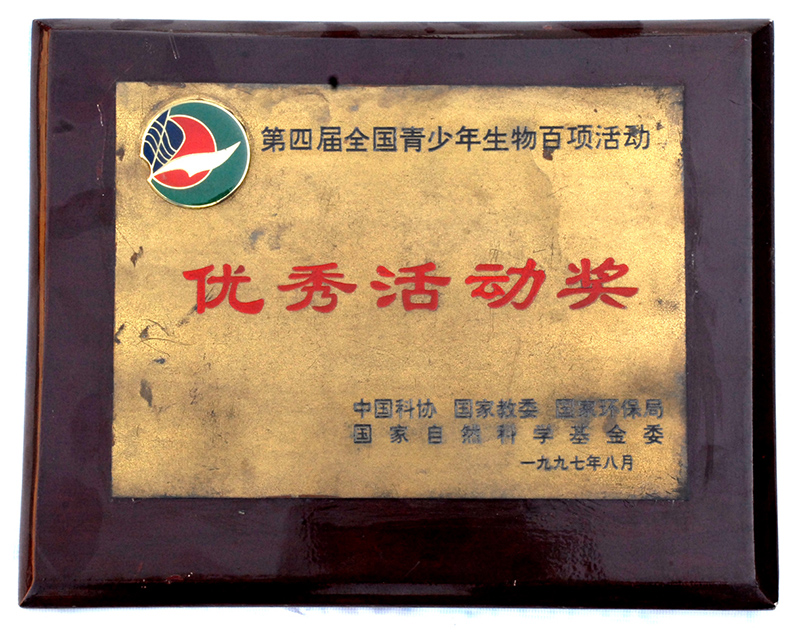 第四届全国青少年生物百项活动
优秀活动奖
中国科协 国家教委 国家环保局
国家自然科学基金委
一九九七年八月